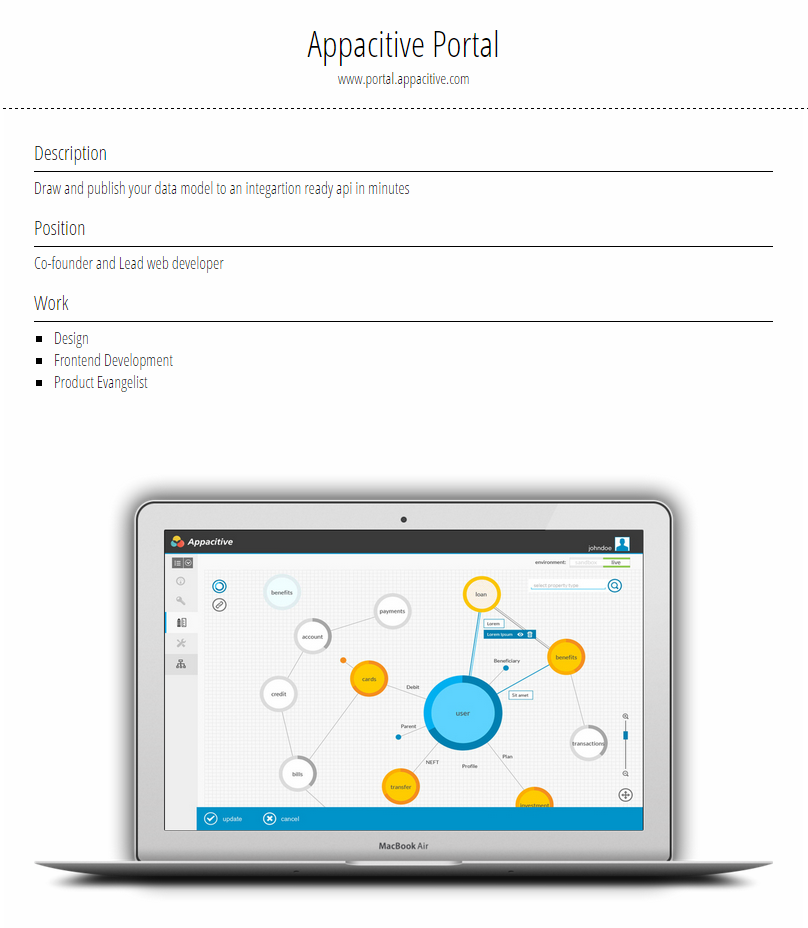 Appacitive Portal
www.portal.appacitive.com
Description
Draw and publish your data model to an integartion ready api in minutes
Position
Co-founder and Lead web developer
Work
Design
Frontend Development
Product Evangelist
Appacitive
johndoe
environment: sandbox live
select property type
benefits
loan
payments
Lorem
account
Lorem ipsum
benefits
Beneficiary
cards
Debit
credit
Sit amet
user
Parent
transactions
Plan
NEFT
Profile
bills
transfer
investment
update
cancel
MacBook Air